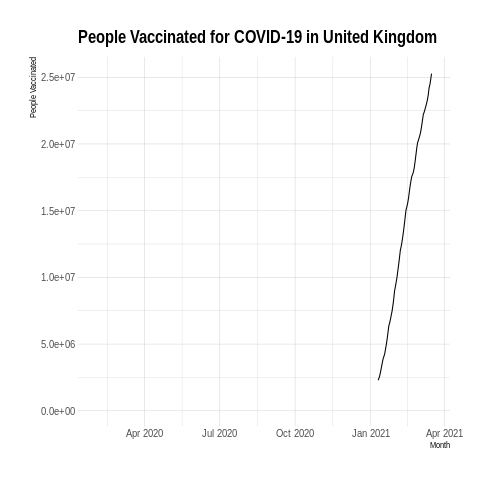 People Vaccinated for COVID-19 in United Kingdom
People Vaccinated
2.5e+07
2.0e+07
1.5e+07
1.0e+07
5.0e+06
0.0e+00
Apr 2020 Jul 2020 Oct 2020 Jan 2021 Apr 2021
Month